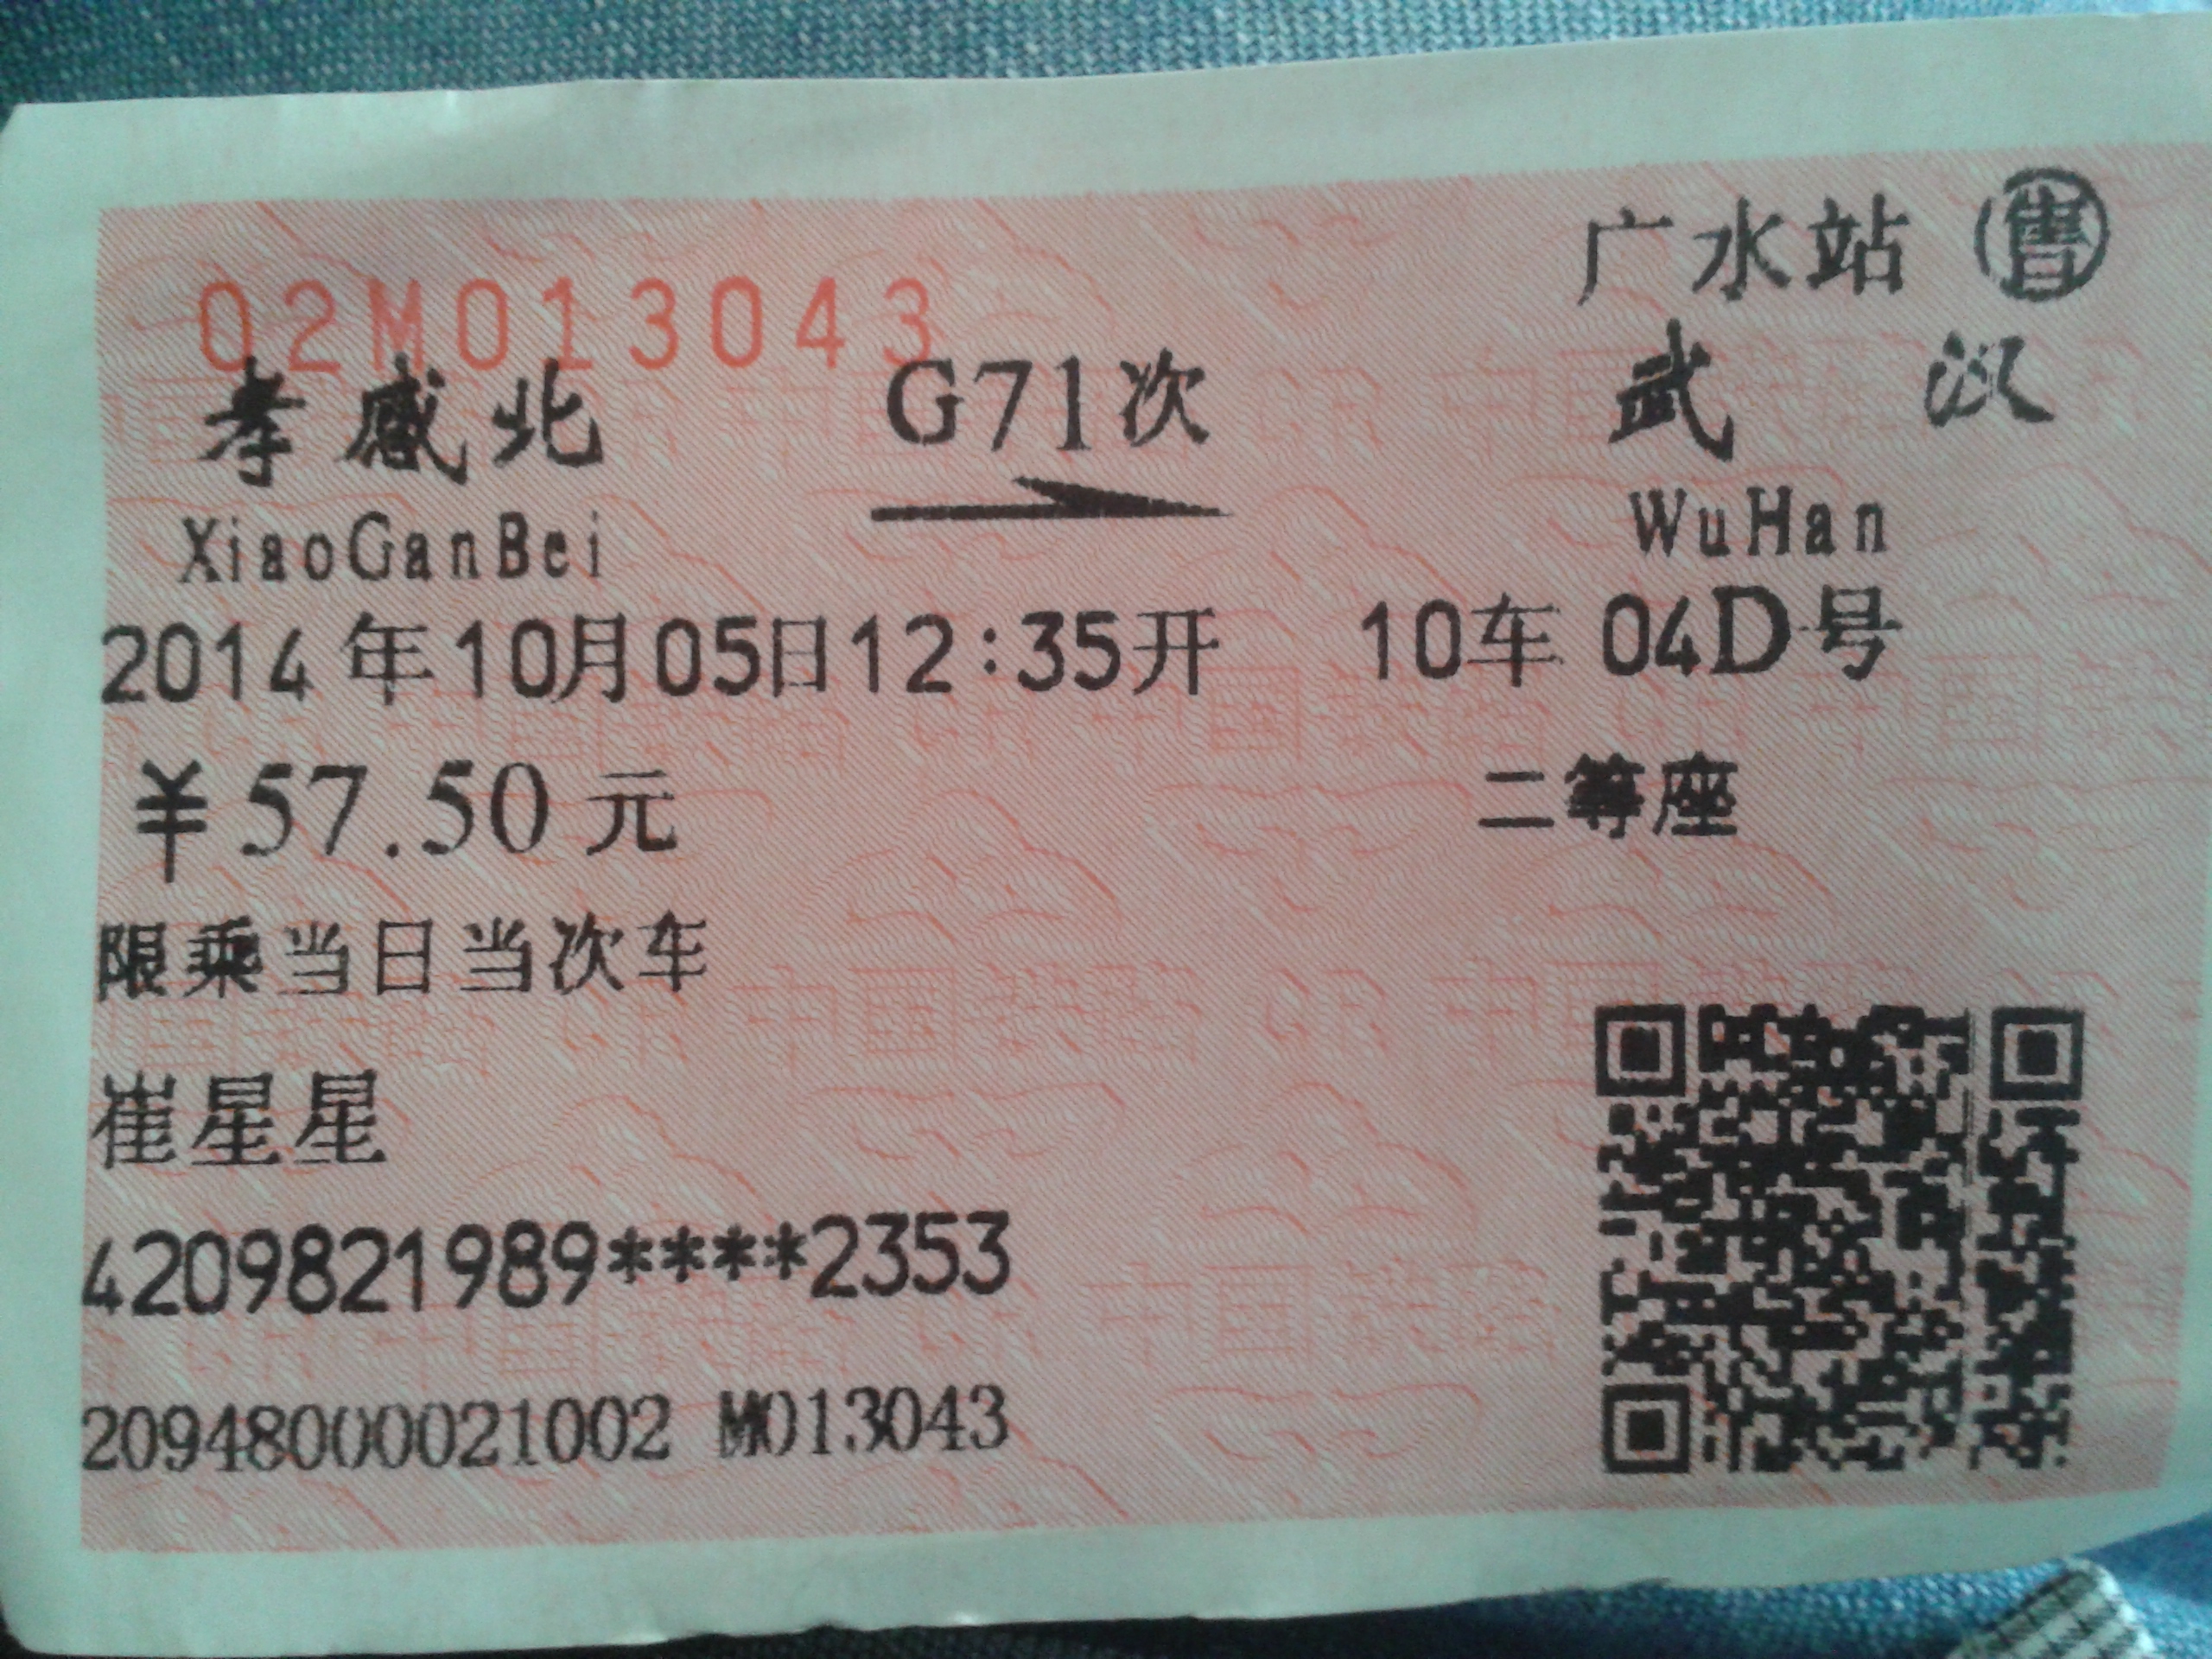 广水站 售
02M013043
孝感北 G71次 武汉
XiaoGanBei WuHan
2014年10月05日12:35开 10车04D号
¥57.50元 二等座
限乘当日当次车
崔星星
4209821989****2353
20948000021002 M013043